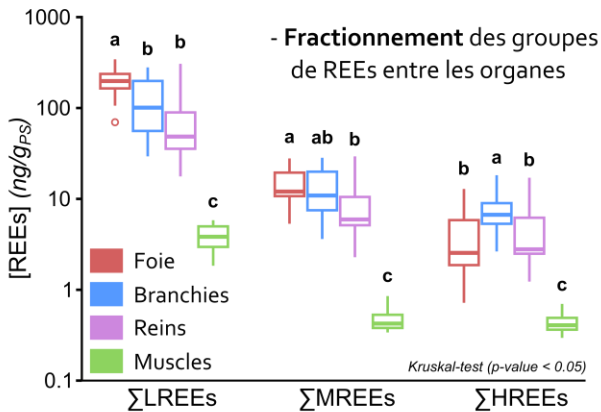 1000
100
10
1
0.1
[REEs] (ng/gPS)
- Fractionnement des groupes
de REEs entre les organes
a b b c
a ab b c
b a b c
Foie
Branchies
Reins
Muscles
Kruskal-test (p-value < 0.05)
∑LREEs ∑MREEs ∑HREEs